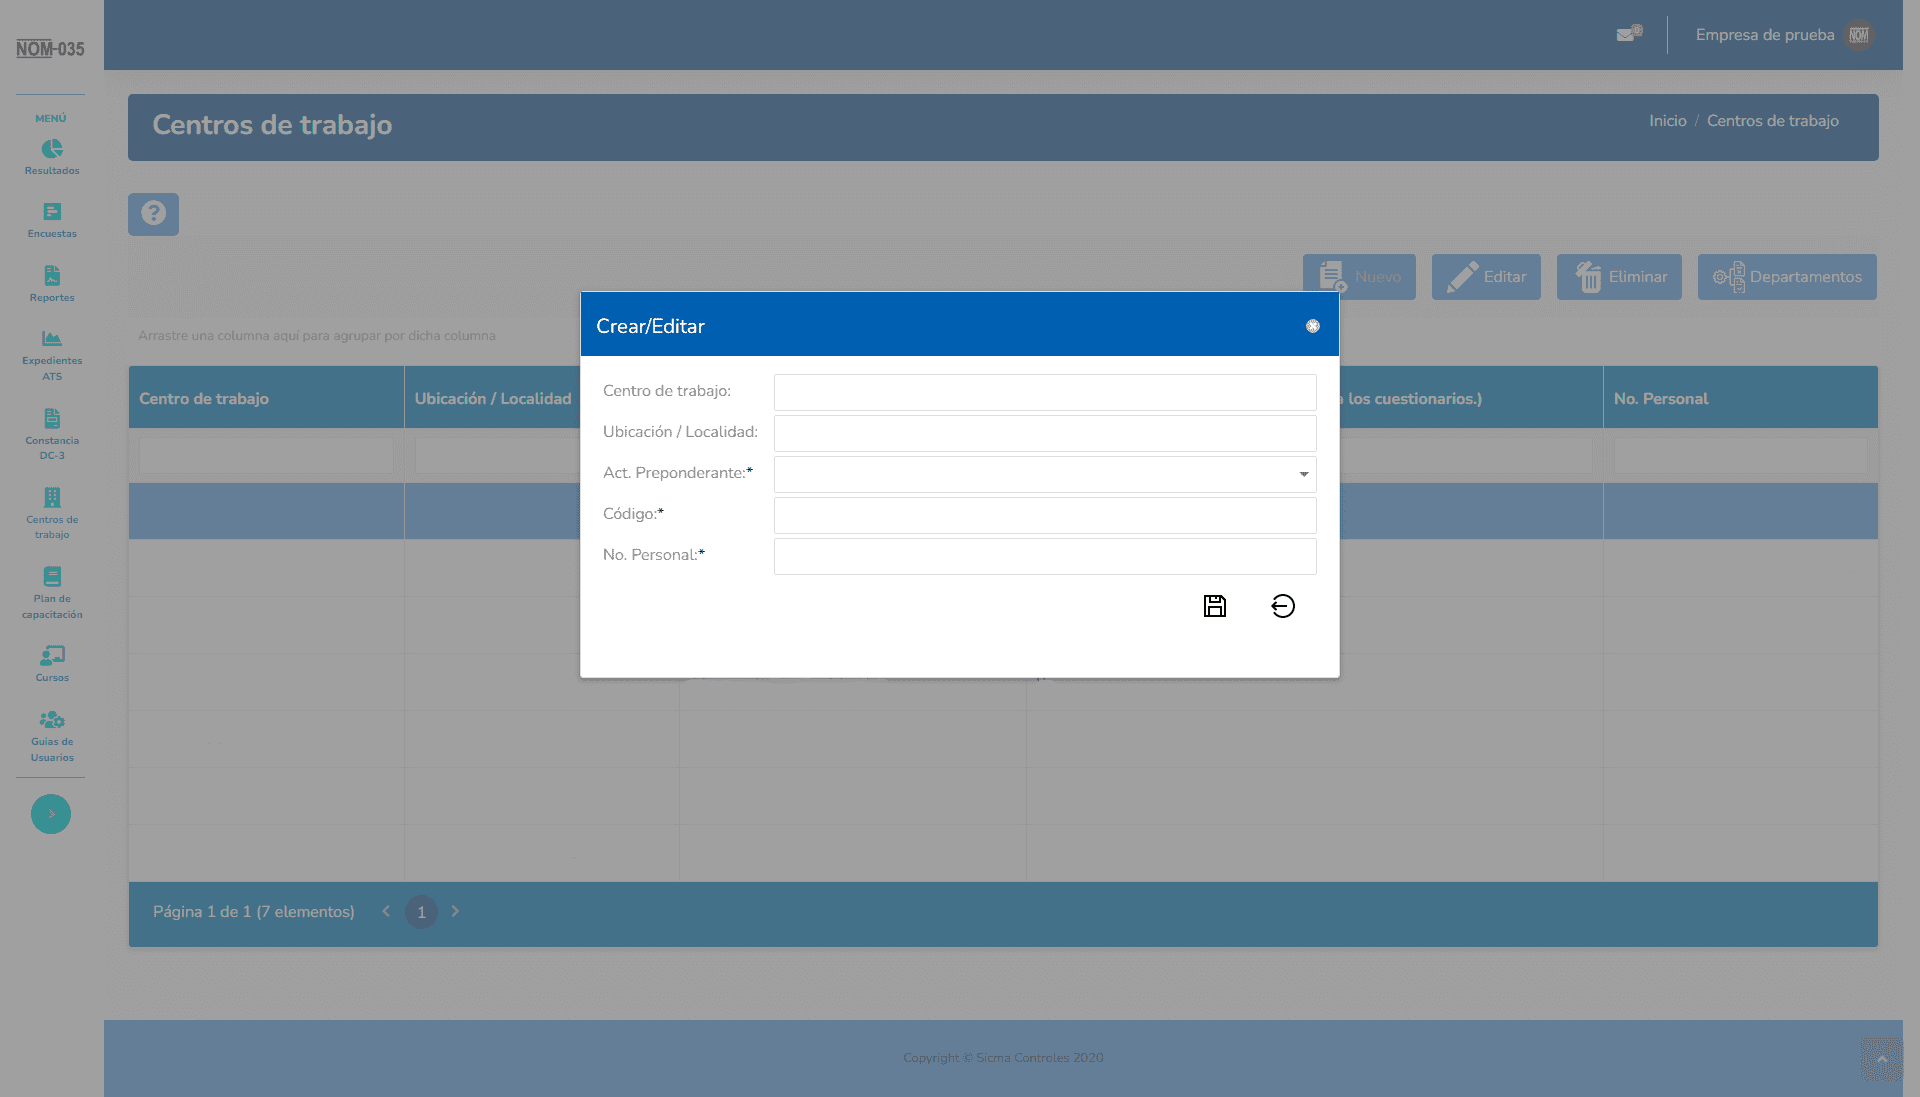 NOM-035
0
Empresa de prueba
NOM
MENÚ
Resultados
Encuestas
Reportes
Expedientes
ATS
Constancia
DC-3
Centros de
trabajo
Plan de
capacitación
Cursos
Guias de
Usuarios
Centros de trabajo
Inicio / Centros de trabajo
Nuevo
Editar
Eliminar
Departamentos
Arrastre una columna aquí para agrupar por dicha columna
Centro de trabajo
Ubicación / Localidad
los cuestionarios.)
No. Personal
Crear/Editar
Centro de trabajo:
Ubicación / Localidad:
Act. Preponderante:*
Código:*
No. Personal:*
Página 1 de 1 (7 elementos)
1
Copyright © Sicma Controles 2020